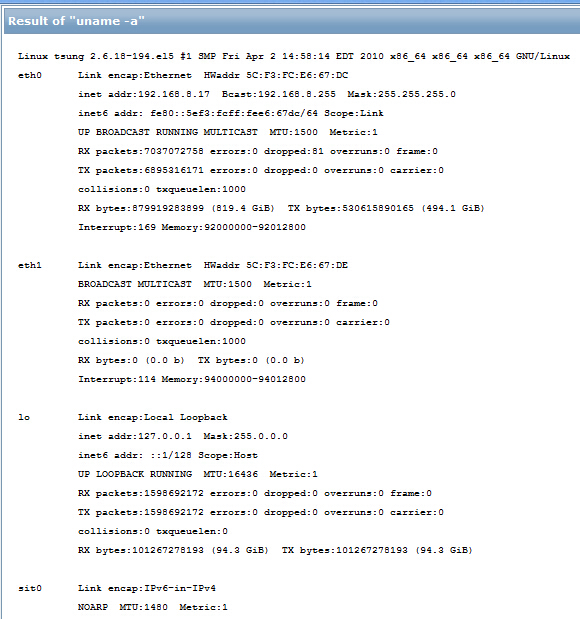 Result of "uname -a"
Linux tsung 2.6.18-194.el5 #1 SMP Fri Apr 2 14:58:14 EDT 2010 x86_64 x86_64 x86_64 GNU/Linux
eth0 Link encap:Ethernet HWaddr 5C:F3:FC:E6:67:DC
inet addr:192.168.8.17 Bcast:192.168.8.255 Mask:255.255.255.0
inet6 addr: fe80::5ef3:fcff:fee6:67dc/64 Scope:Link
UP BROADCAST RUNNING MULTICAST MTU:1500 Metric:1
RX packets:7037072758 errors:0 dropped:81 overruns:0 frame:0
TX packets:6895316171 errors:0 dropped:0 overruns:0 carrier:0
collisions:0 txqueuelen:1000
RX bytes:879919283899 (819.4 GiB) TX bytes:530615890165 (494.1 GiB)
Interrupt:169 Memory:92000000-92012800
eth1 Link encap:Ethernet HWaddr 5C:F3:FC:E6:67:DE
BROADCAST MULTICAST MTU:1500 Metric:1
RX packets:0 errors:0 dropped:0 overruns:0 frame:0
TX packets:0 errors:0 dropped:0 overruns:0 carrier:0
collisions:0 txqueuelen:1000
RX bytes:0 (0.0 b) TX bytes:0 (0.0 b)
Interrupt:114 Memory:94000000-94012800
lo Link encap:Local Loopback
inet addr:127.0.0.1 Mask:255.0.0.0
inet6 addr: ::1/128 Scope:Host
UP LOOPBACK RUNNING MTU:16436 Metric:1
RX packets:1598692172 errors:0 dropped:0 overruns:0 frame:0
TX packets:1598692172 errors:0 dropped:0 overruns:0 carrier:0
collisions:0 txqueuelen:0
RX bytes:101267278193 (94.3 GiB) TX bytes:101267278193 (94.3 GiB)
sit0 Link encap:IPv6-in-IPv4
NOARP MTU:1480 Metric:1